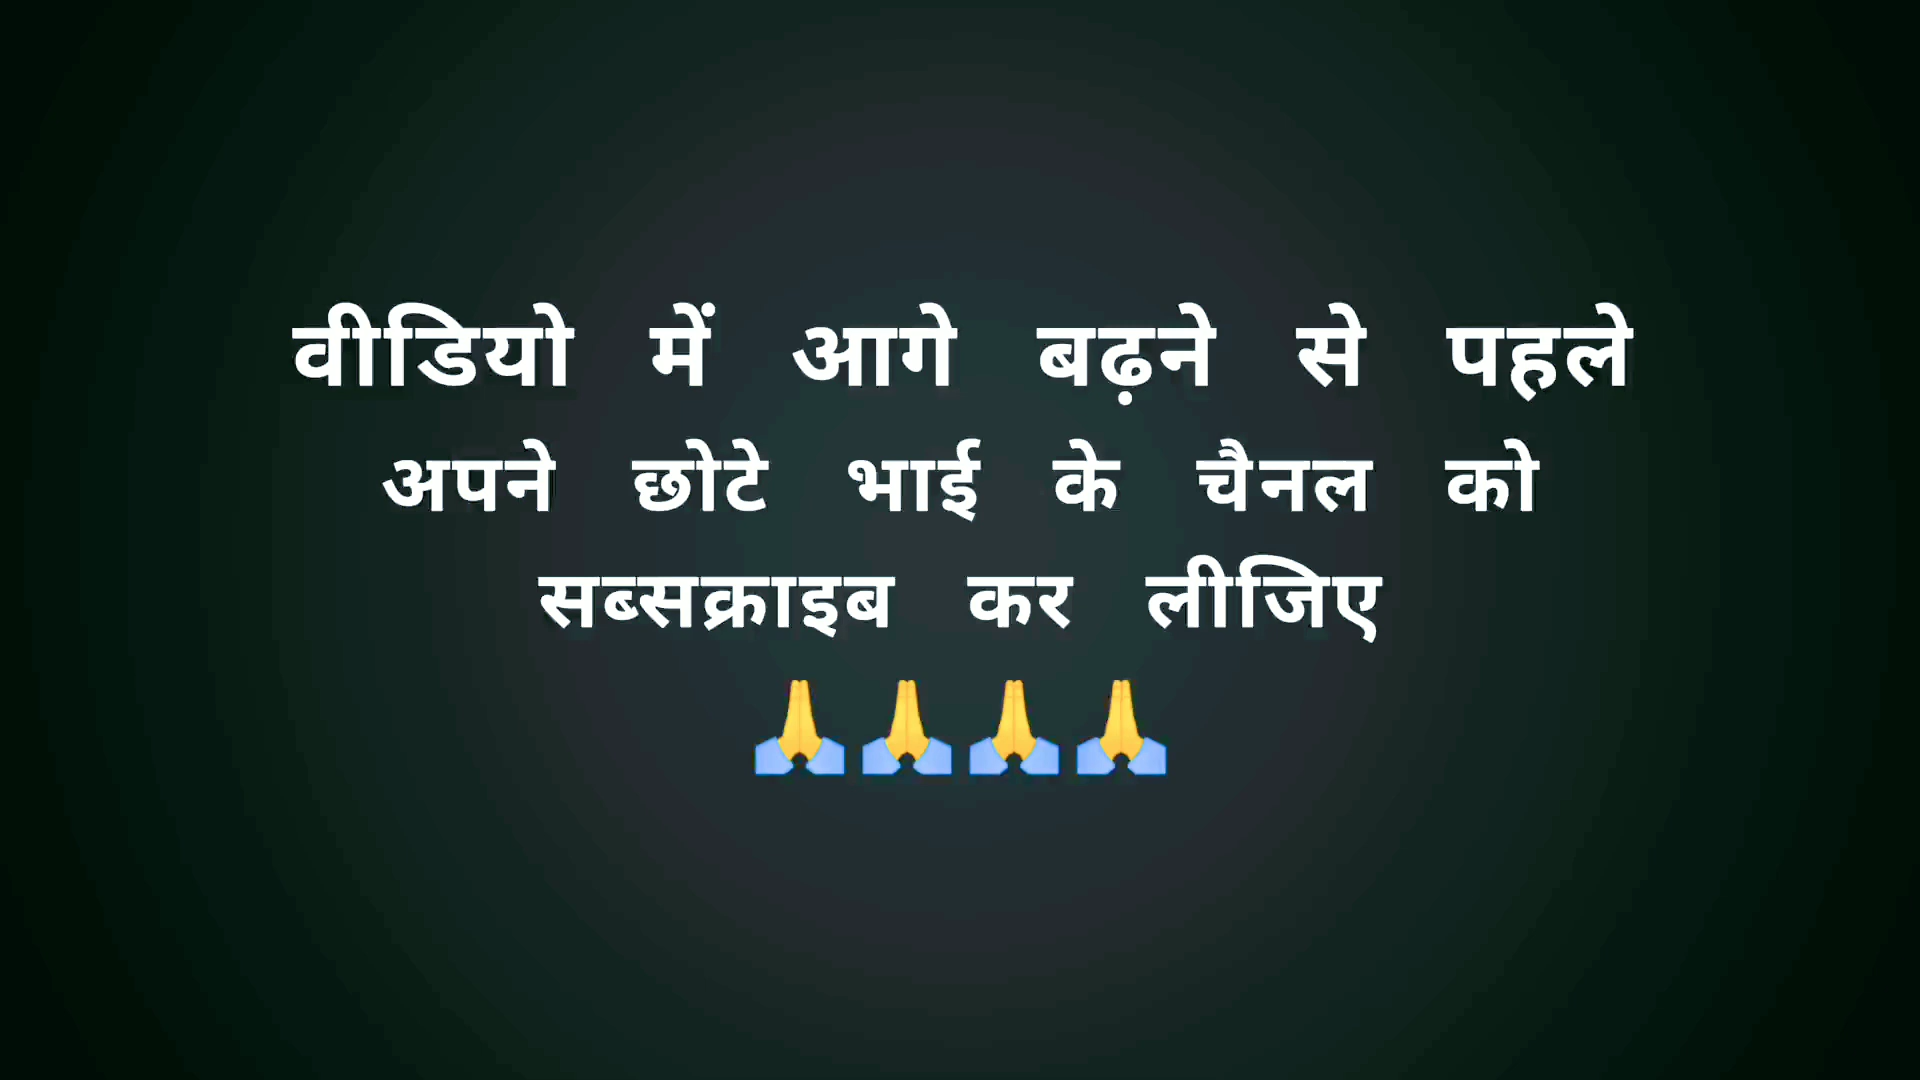 वीडियो में आगे बढ़ने से पहले
अपने छोटे भाई के चैनल को
सब्सक्राइब कर लीजिए
🙏🙏🙏🙏